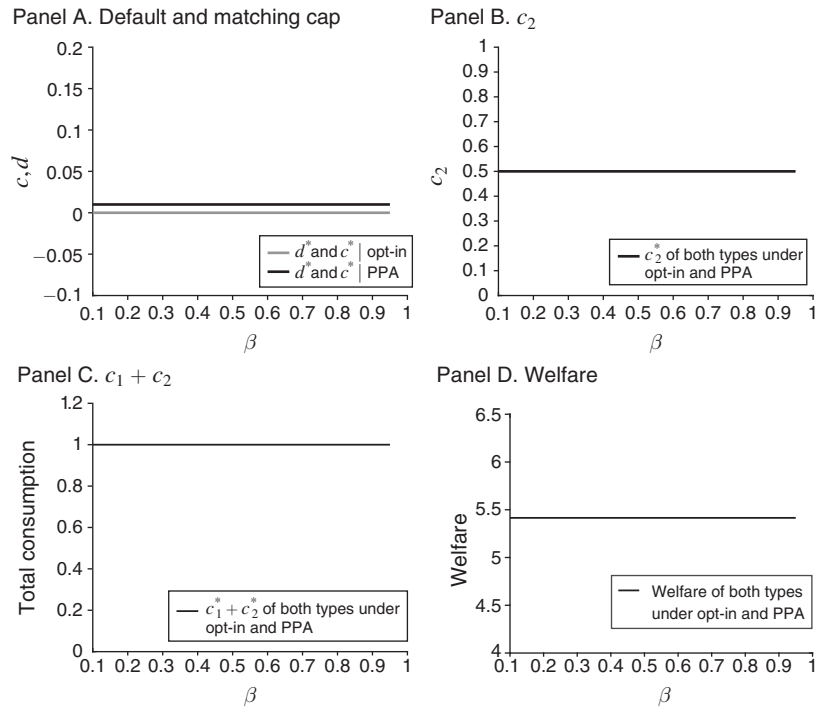 Panel A. Default and matching cap
0.2
0.15
0.1
0.05
0
−0.05
−0.1
c,d
0.1 0.2 0.3 0.4 0.5 0.6 0.7 0.8 0.9 1
β
d* and c* | opt-in
d* and c* | PPA
Panel B. c₂
1
0.9
0.8
0.7
0.6
0.5
0.4
0.3
0.2
0.1
0
c₂
0.1 0.2 0.3 0.4 0.5 0.6 0.7 0.8 0.9 1
β
c₂* of both types under
opt-in and PPA
Panel C. c₁ + c₂
1.2
1
0.8
0.6
0.4
0.2
0
Total consumption
0.1 0.2 0.3 0.4 0.5 0.6 0.7 0.8 0.9 1
β
c₁* + c₂* of both types under
opt-in and PPA
Panel D. Welfare
6.5
6
5.5
5
4.5
4
Welfare
0.1 0.2 0.3 0.4 0.5 0.6 0.7 0.8 0.9 1
β
Welfare of both types
under opt-in and PPA